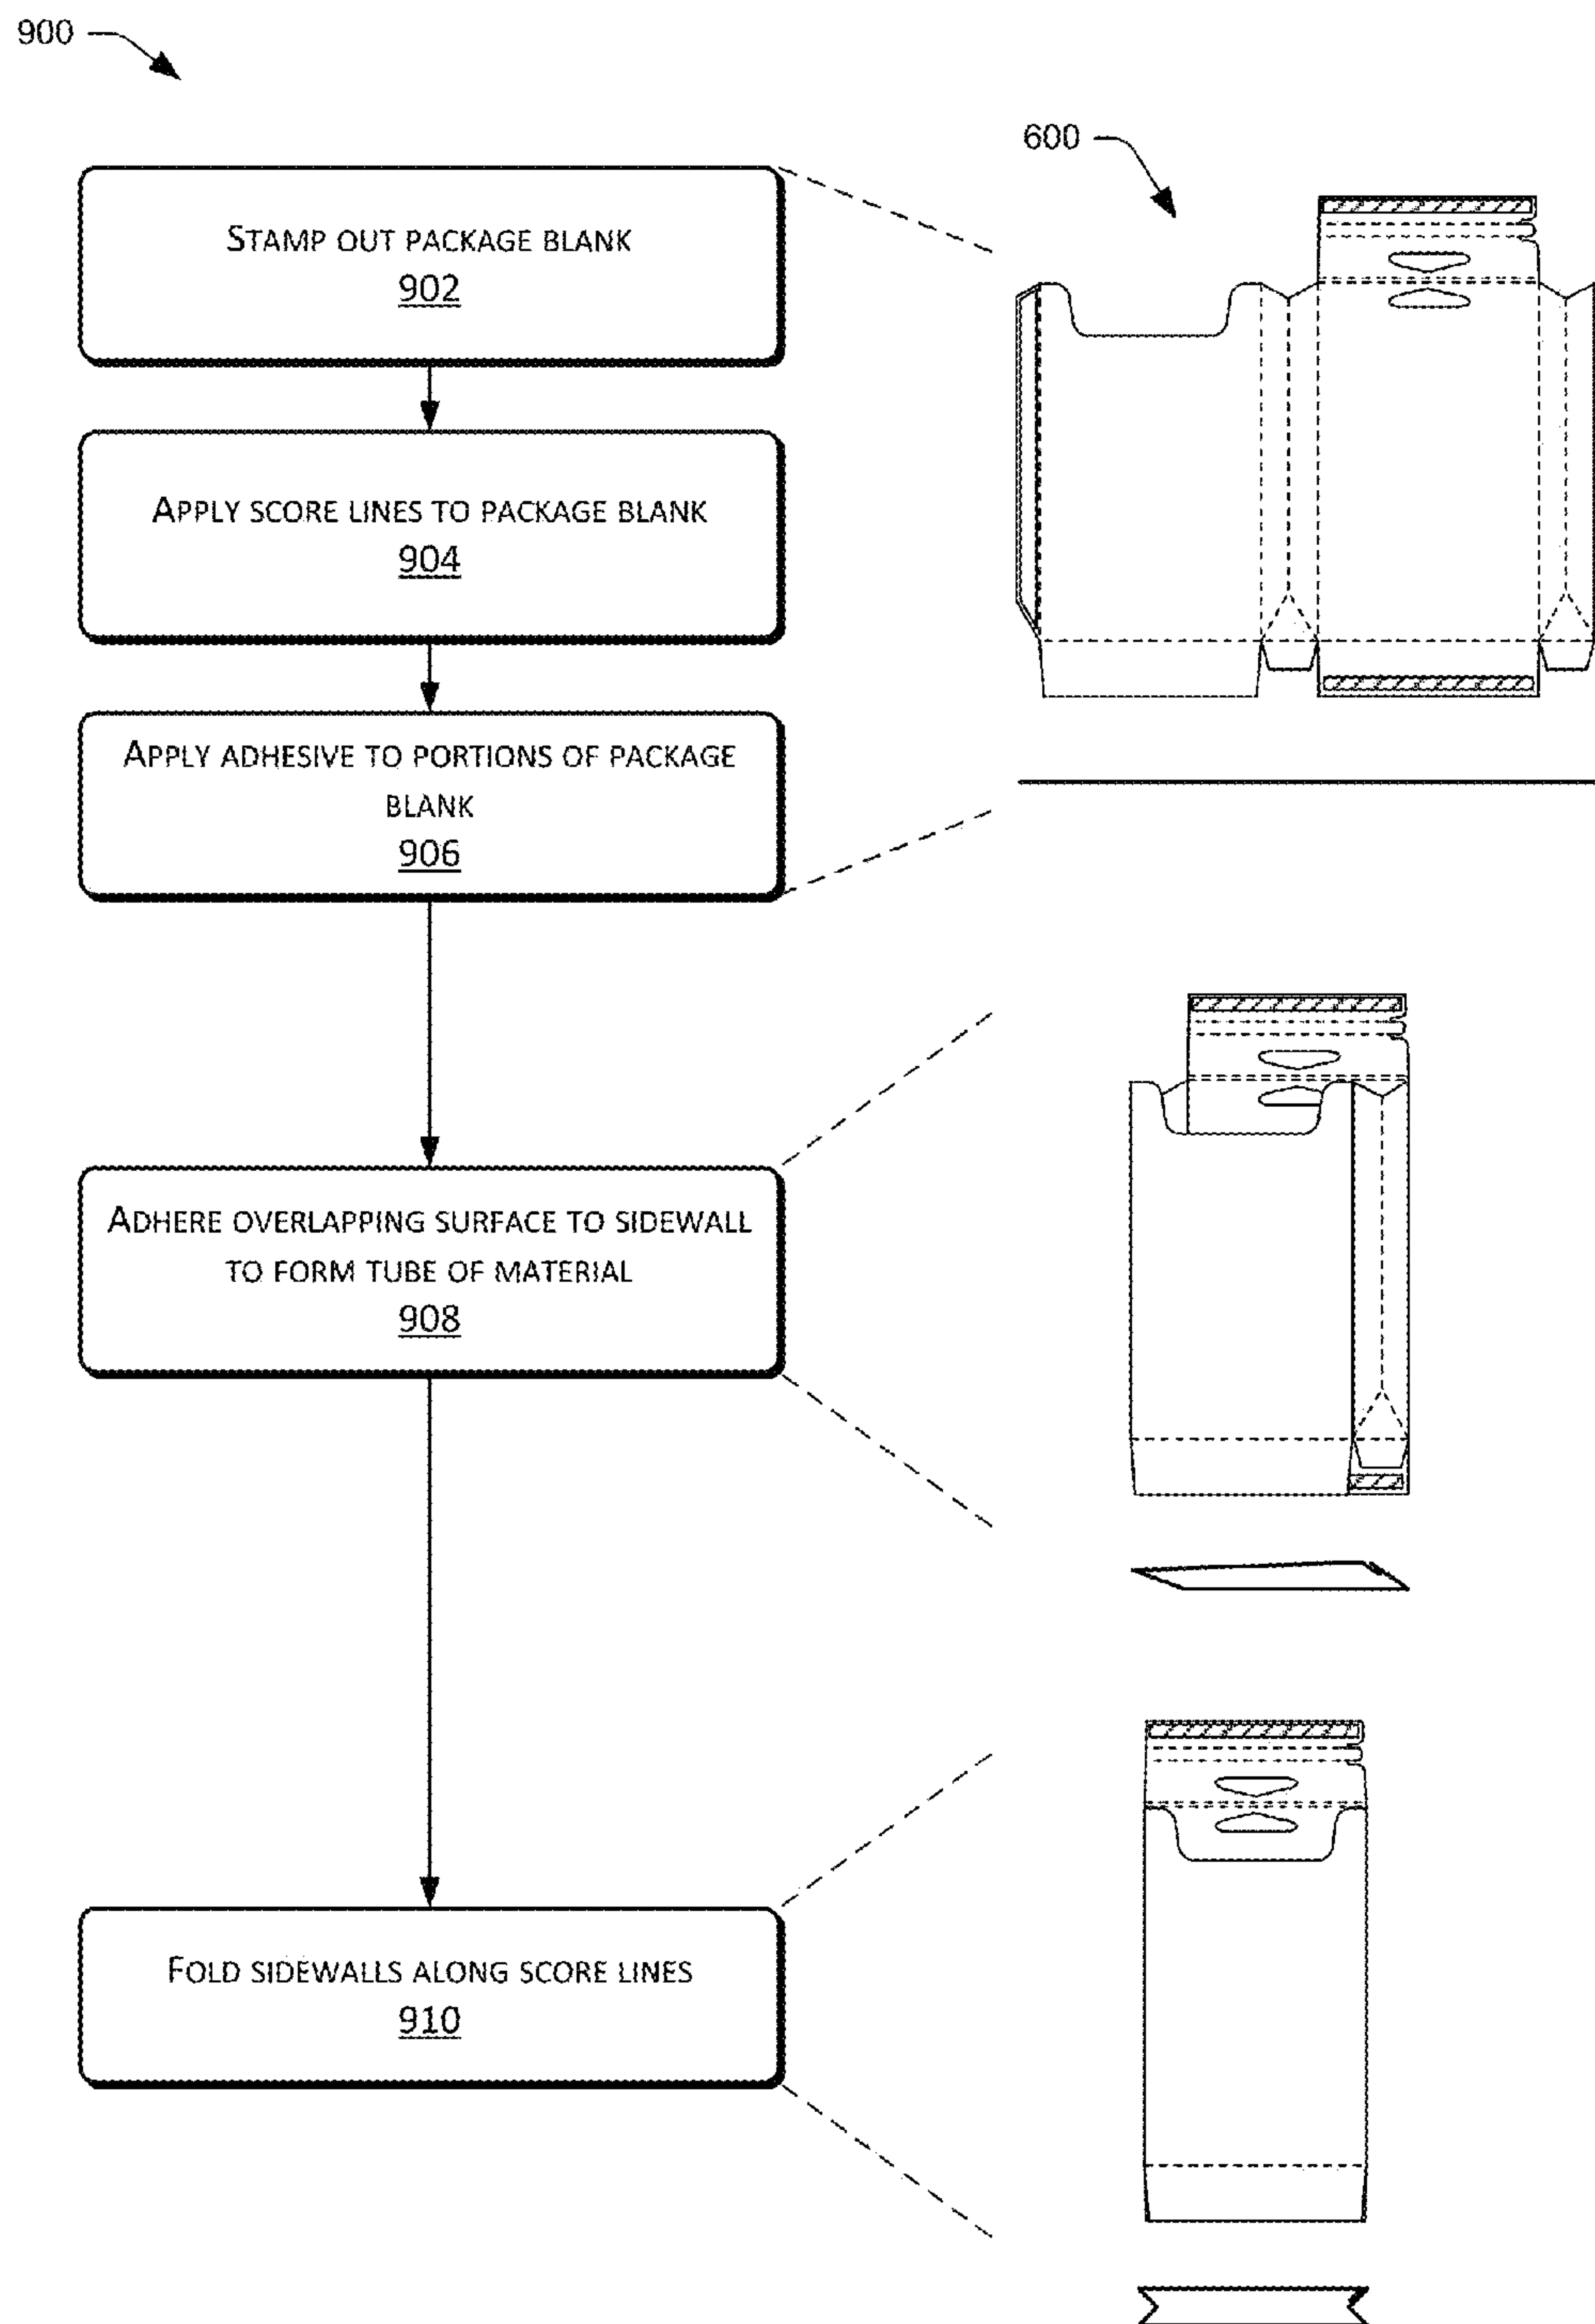 900
600
STAMP OUT PACKAGE BLANK
902
APPLY SCORE LINES TO PACKAGE BLANK
904
APPLY ADHESIVE TO PORTIONS OF PACKAGE
BLANK
906
ADHERE OVERLAPPING SURFACE TO SIDEWALL
TO FORM TUBE OF MATERIAL
908
FOLD SIDEWALLS ALONG SCORE LINES
910